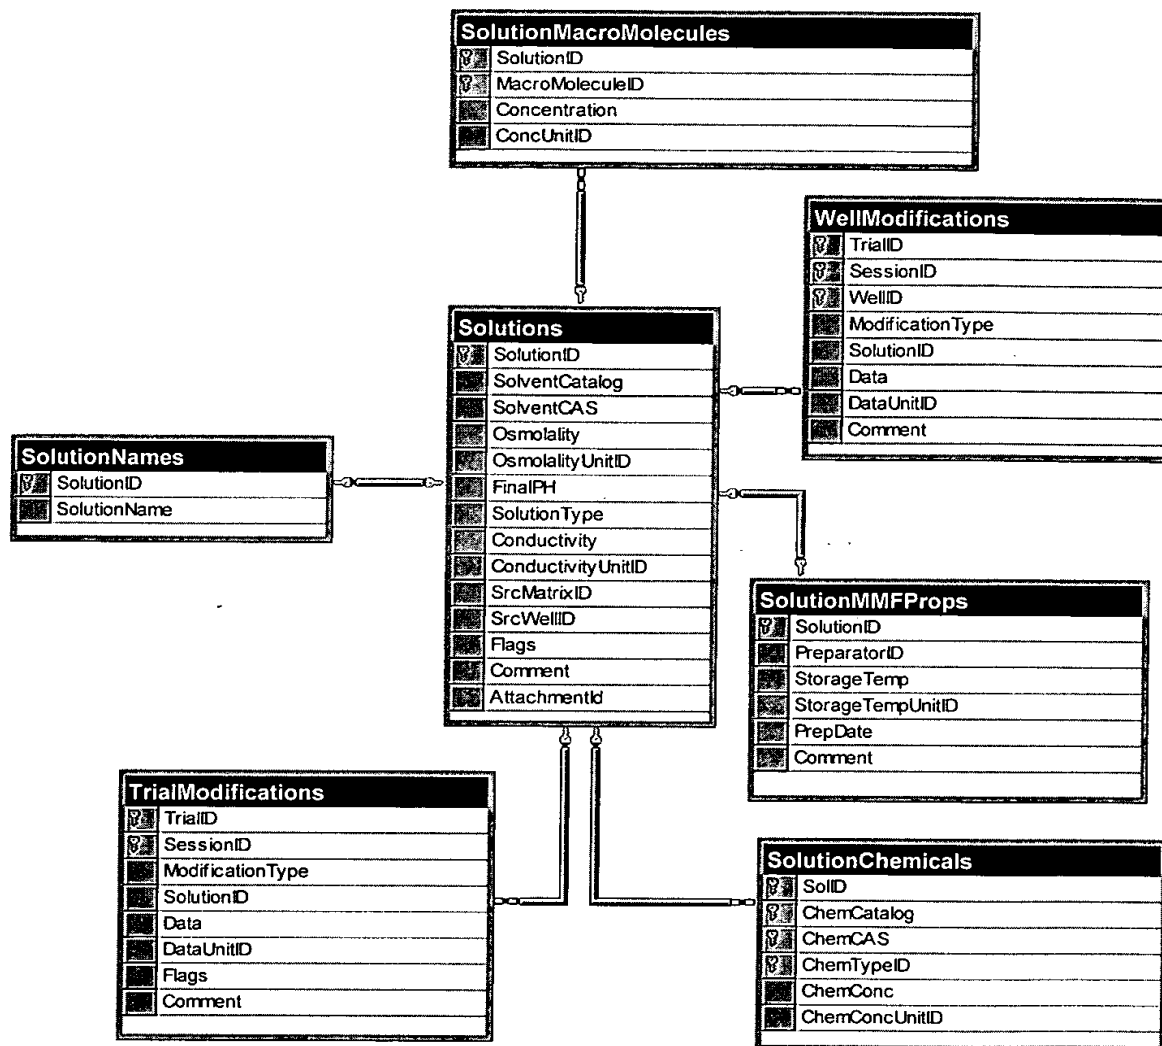 SolutionMacroMolecules
SolutionID
MacroMoleculeID
Concentration
ConcUnitID
WellModifications
TrialID
SessionID
WellID
ModificationType
SolutionID
Data
DataUnitID
Comment
Solutions
SolutionID
SolventCatalog
SolventCAS
Osmolality
OsmolalityUnitID
FinalPH
SolutionType
Conductivity
ConductivityUnitID
SrcMatrixID
SrcWellID
Flags
Comment
AttachmentId
SolutionNames
SolutionID
SolutionName
SolutionMMFProps
SolutionID
PreparatorID
StorageTemp
StorageTempUnitID
PrepDate
Comment
TrialModifications
TrialID
SessionID
ModificationType
SolutionID
Data
DataUnitID
Flags
Comment
SolutionChemicals
SolID
ChemCatalog
ChemCAS
ChemTypeID
ChemConc
ChemConcUnitID